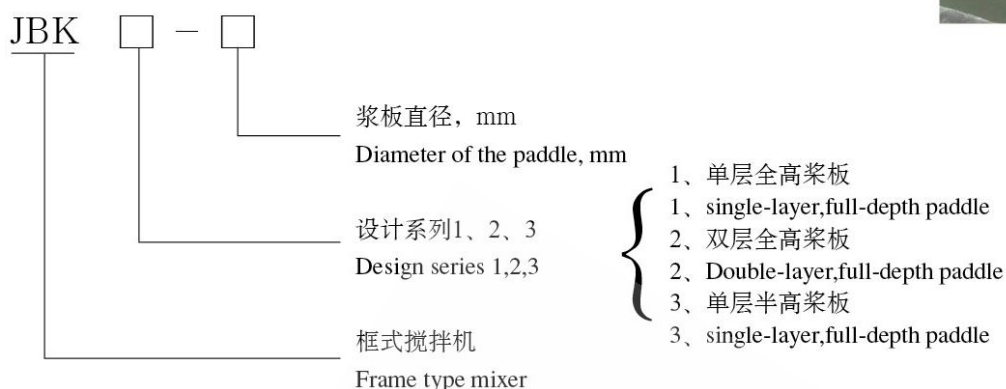 JBK □ - □
浆板直径，mm
Diameter of the paddle, mm
设计系列1、2、3
Design series 1,2,3
1、单层全高桨板
1、single-layer,full-depth paddle
2、双层全高桨板
2、Double-layer,full-depth paddle
3、单层半高桨板
3、single-layer,full-depth paddle
框式搅拌机
Frame type mixer